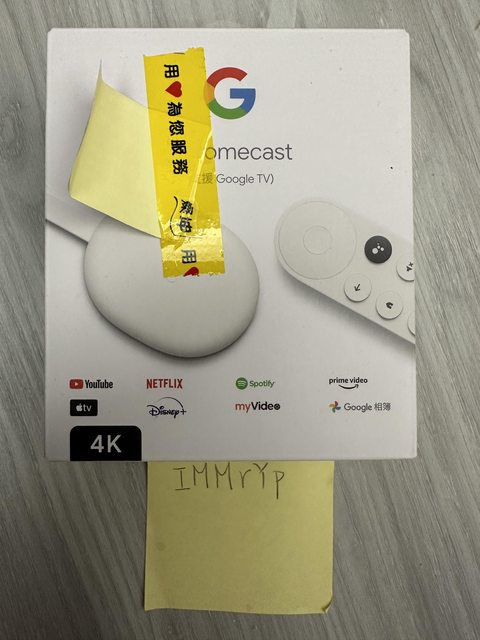 G
用❤為您服務
用❤
omecast
援 Google TV)
YouTube
NETFLIX
Spotify
prime video
tv
Disney+
myVideo
Google 相簿
4K
IMMrYp